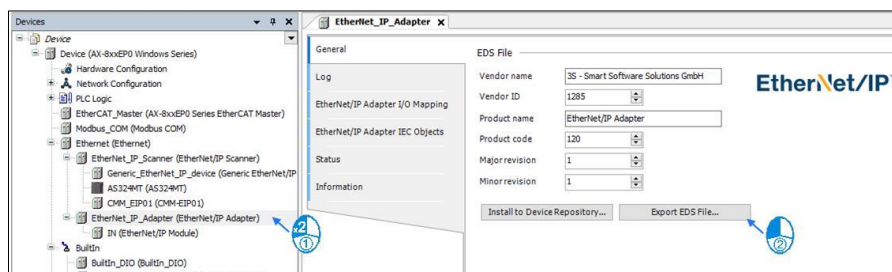 Devices
Device
Device (AX-8xxEP0 Windows Series)
Hardware Configuration
Network Configuration
PLC Logic
EtherCAT_Master (AX-8xxEP0 Series EtherCAT Master)
Modbus_COM (Modbus COM)
Ethernet (Ethernet)
EtherNet_IP_Scanner (EtherNet/IP Scanner)
Generic_EtherNet_IP_device (Generic EtherNet/IP
AS324MT (AS324MT)
CMM_EIP01 (CMM-EIP01)
EtherNet_IP_Adapter (EtherNet/IP Adapter)
IN (EtherNet/IP Module)
BuiltIn
BuiltIn_DIO (BuiltIn_DIO)
x2
1
EtherNet_IP_Adapter
General
Log
EtherNet/IP Adapter I/O Mapping
EtherNet/IP Adapter IEC Objects
Status
Information
EDS File
Vendor name 3S - Smart Software Solutions GmbH
Vendor ID 1285
Product name EtherNet/IP Adapter
Product code 120
Major revision 1
Minor revision 1
Install to Device Repository... Export EDS File...
2
EtherNet/IP